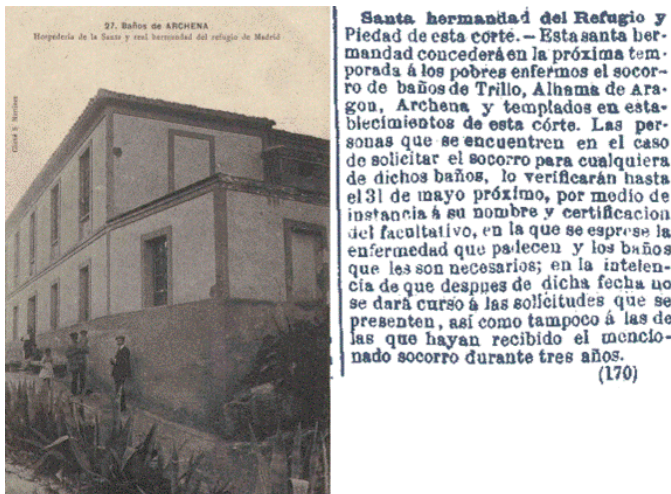 27. Baños de ARCHENA
Hospedería de la Santa y real hermandad del refugio de Madrid
Cliché S. Martínez
Santa hermandad del Refugio y
Piedad de esta corte. — Esta santa her-
mandad concederá en la próxima tem-
porada á los pobres enfermos el socor-
ro de baños de Trillo, Alhama de Ara-
gon, Archena y templados en esta-
blecimientos de esta córte. Las per-
sonas que se encuentren en el caso
de solicitar el socorro para cualquiera
de dichos baños, lo verificarán hasta
el 31 de mayo próximo, por medio de
instancia á su nombre y certificacion
del facultativo, en la que se esprese la
enfermedad que padecen y los baños
que les son necesarios; en la intelen-
cia de que despues de dicha fecha no
se dará curso á las solicitudes que se
presenten, así como tampoco á las de
las que hayan recibido el mencio-
nado socorro durante tres años.
(170)